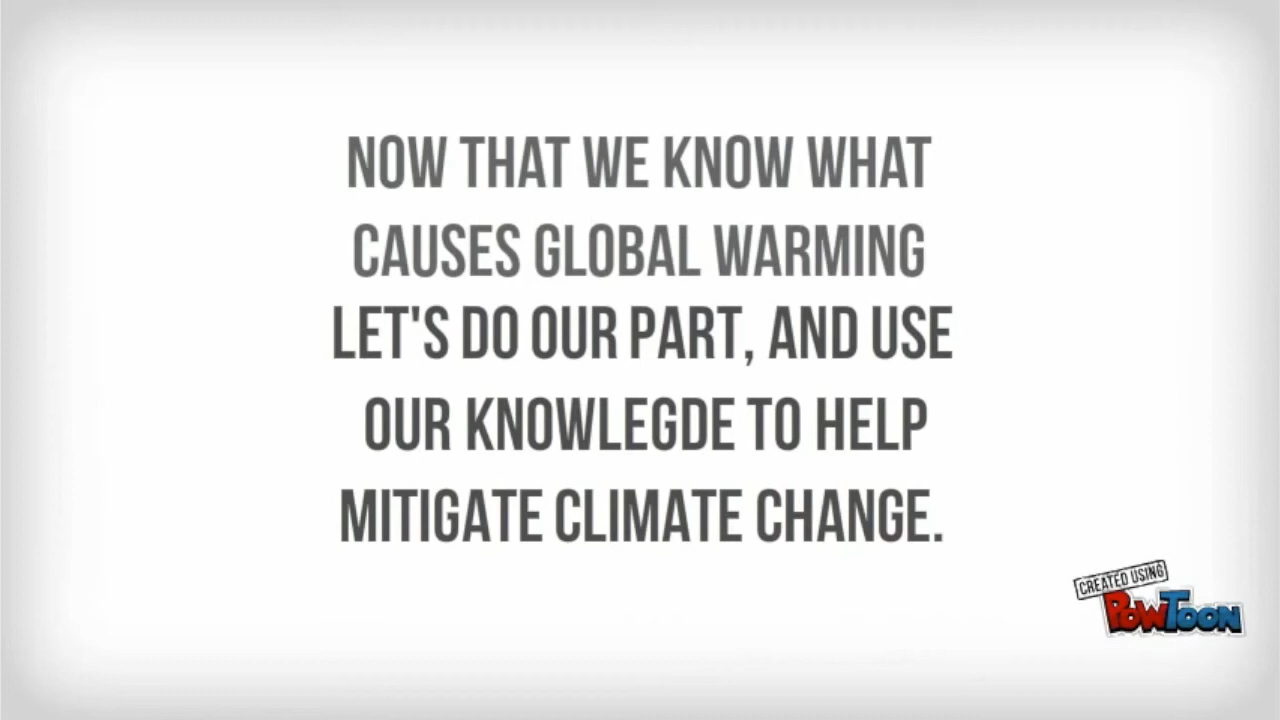 NOW THAT WE KNOW WHAT
CAUSES GLOBAL WARMING
LET'S DO OUR PART, AND USE
OUR KNOWLEGDE TO HELP
MITIGATE CLIMATE CHANGE.
CREATED USING
POWTOON